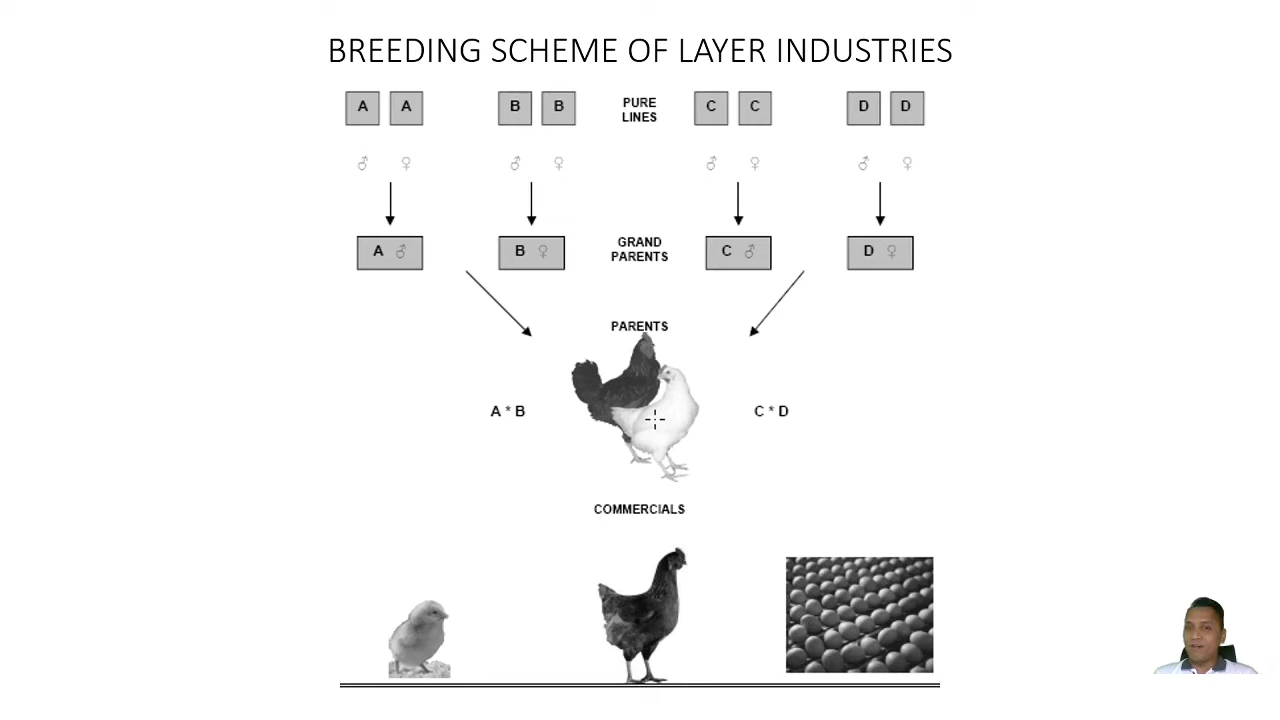 BREEDING SCHEME OF LAYER INDUSTRIES
A A B B PURE LINES C C D D
♂ ♀ ♂ ♀ ♂ ♀ ♂ ♀
A ♂ B ♀ GRAND PARENTS C ♂ D ♀
PARENTS
A * B C * D
COMMERCIALS